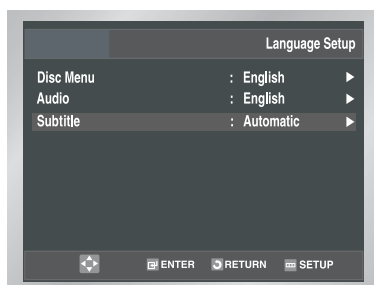 Language Setup
Disc Menu : English ▶
Audio : English ▶
Subtitle : Automatic ▶
ENTER RETURN SETUP